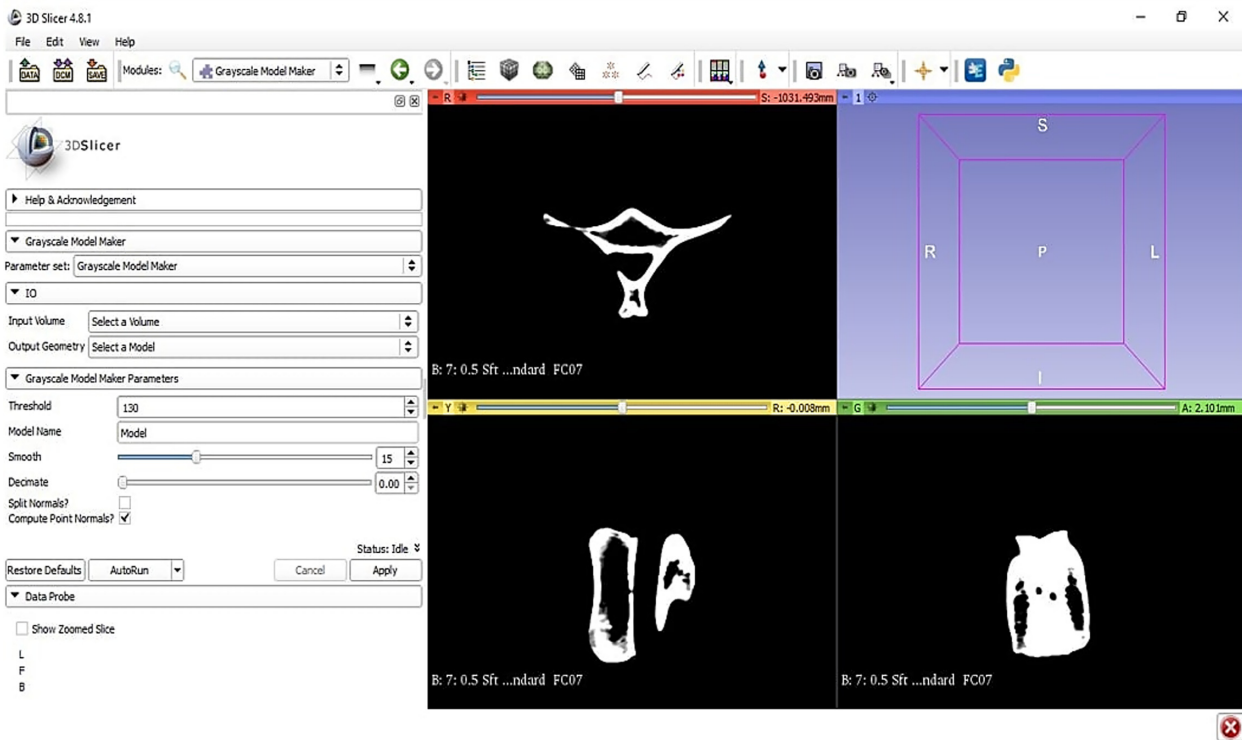 3D Slicer 4.8.1
File Edit View Help
DATA DCM SAVE Modules: Grayscale Model Maker
3DSlicer
Help & Acknowledgement
Grayscale Model Maker
Parameter set: Grayscale Model Maker
IO
Input Volume Select a Volume
Output Geometry Select a Model
Grayscale Model Maker Parameters
Threshold 130
Model Name Model
Smooth 15
Decimate 0.00
Split Normals?
Compute Point Normals?
Status: Idle
Restore Defaults AutoRun Cancel Apply
Data Probe
Show Zoomed Slice
L
F
B
R S: -1031.493mm
B: 7: 0.5 Sft ...ndard FC07
1
S
R P L
I
Y R: -0.008mm
B: 7: 0.5 Sft ...ndard FC07
G A: 2.101mm
B: 7: 0.5 Sft ...ndard FC07